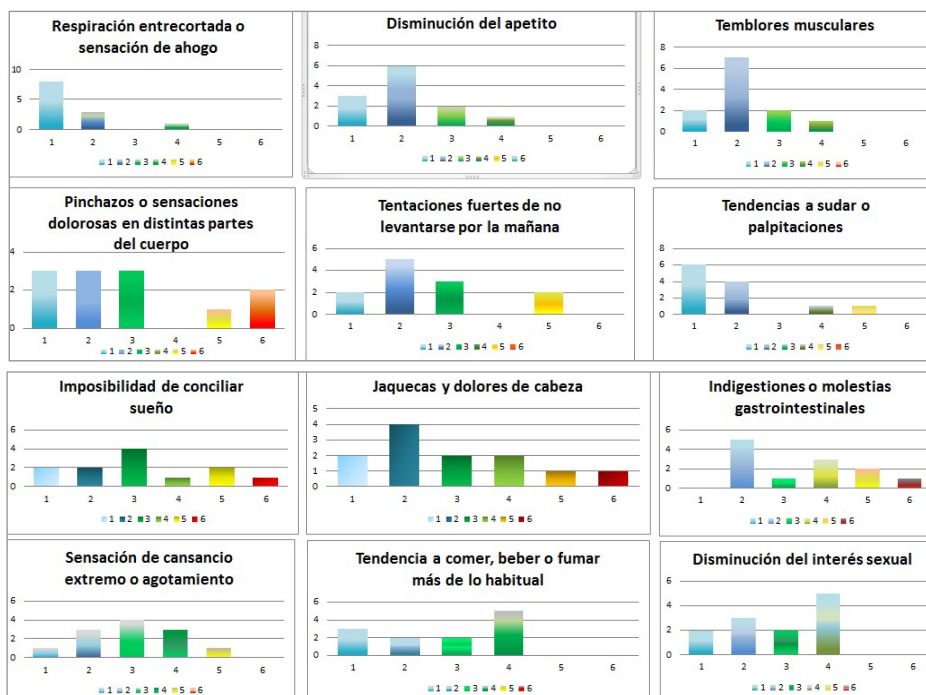 Respiración entrecortada o
sensación de ahogo
10
5
0
1 2 3 4 5 6
1 2 3 4 5 6
Disminución del apetito
8
6
4
2
0
1 2 3 4 5 6
1 2 3 4 5 6
Temblores musculares
8
6
4
2
0
1 2 3 4 5 6
1 2 3 4 5 6
Pinchazos o sensaciones
dolorosas en distintas partes
del cuerpo
4
2
0
1 2 3 4 5 6
1 2 3 4 5 6
Tentaciones fuertes de no
levantarse por la mañana
6
4
2
0
1 2 3 4 5 6
1 2 3 4 5 6
Tendencias a sudar o
palpitaciones
8
6
4
2
0
1 2 3 4 5 6
1 2 3 4 5 6
Imposibilidad de conciliar
sueño
6
4
2
0
1 2 3 4 5 6
1 2 3 4 5 6
Jaquecas y dolores de cabeza
5
4
3
2
1
0
1 2 3 4 5 6
1 2 3 4 5 6
Indigestiones o molestias
gastrointestinales
6
4
2
0
1 2 3 4 5 6
1 2 3 4 5 6
Sensación de cansancio
extremo o agotamiento
6
4
2
0
1 2 3 4 5 6
1 2 3 4 5 6
Tendencia a comer, beber o fumar
más de lo habitual
6
4
2
0
1 2 3 4 5 6
1 2 3 4 5 6
Disminución del interés sexual
6
4
2
0
1 2 3 4 5 6
1 2 3 4 5 6